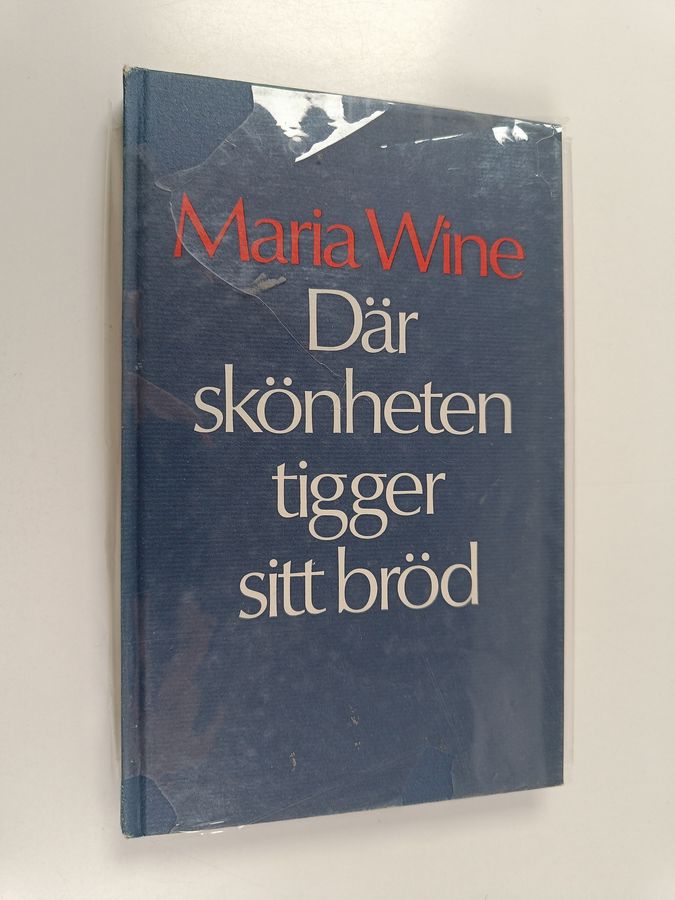 Maria Wine
Där
skönheten
tigger
sitt bröd